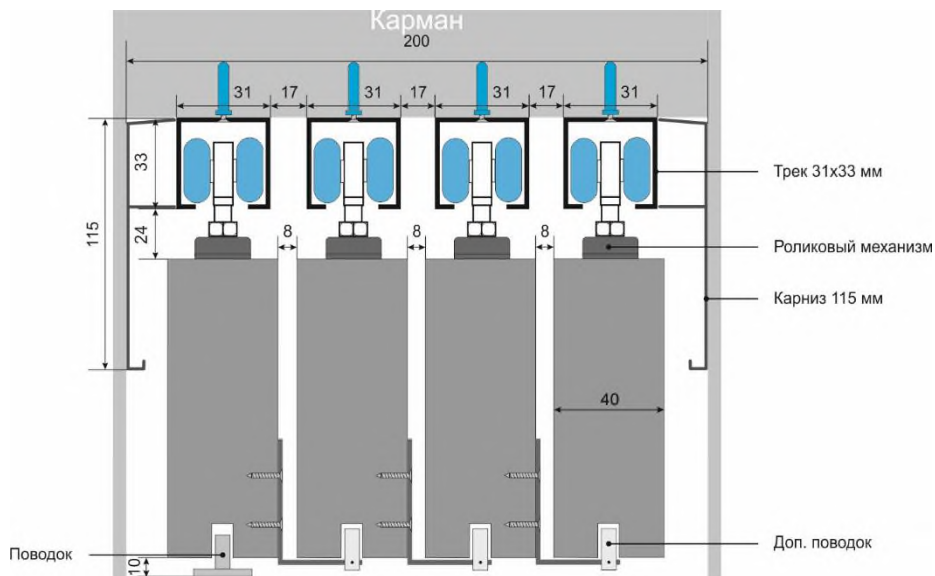 Карман
200
31 17 31 17 31 17 31
33
Трек 31х33 мм
115
24
8 8 8
Роликовый механизм
Карниз 115 мм
40
Поводок
Доп. поводок
10